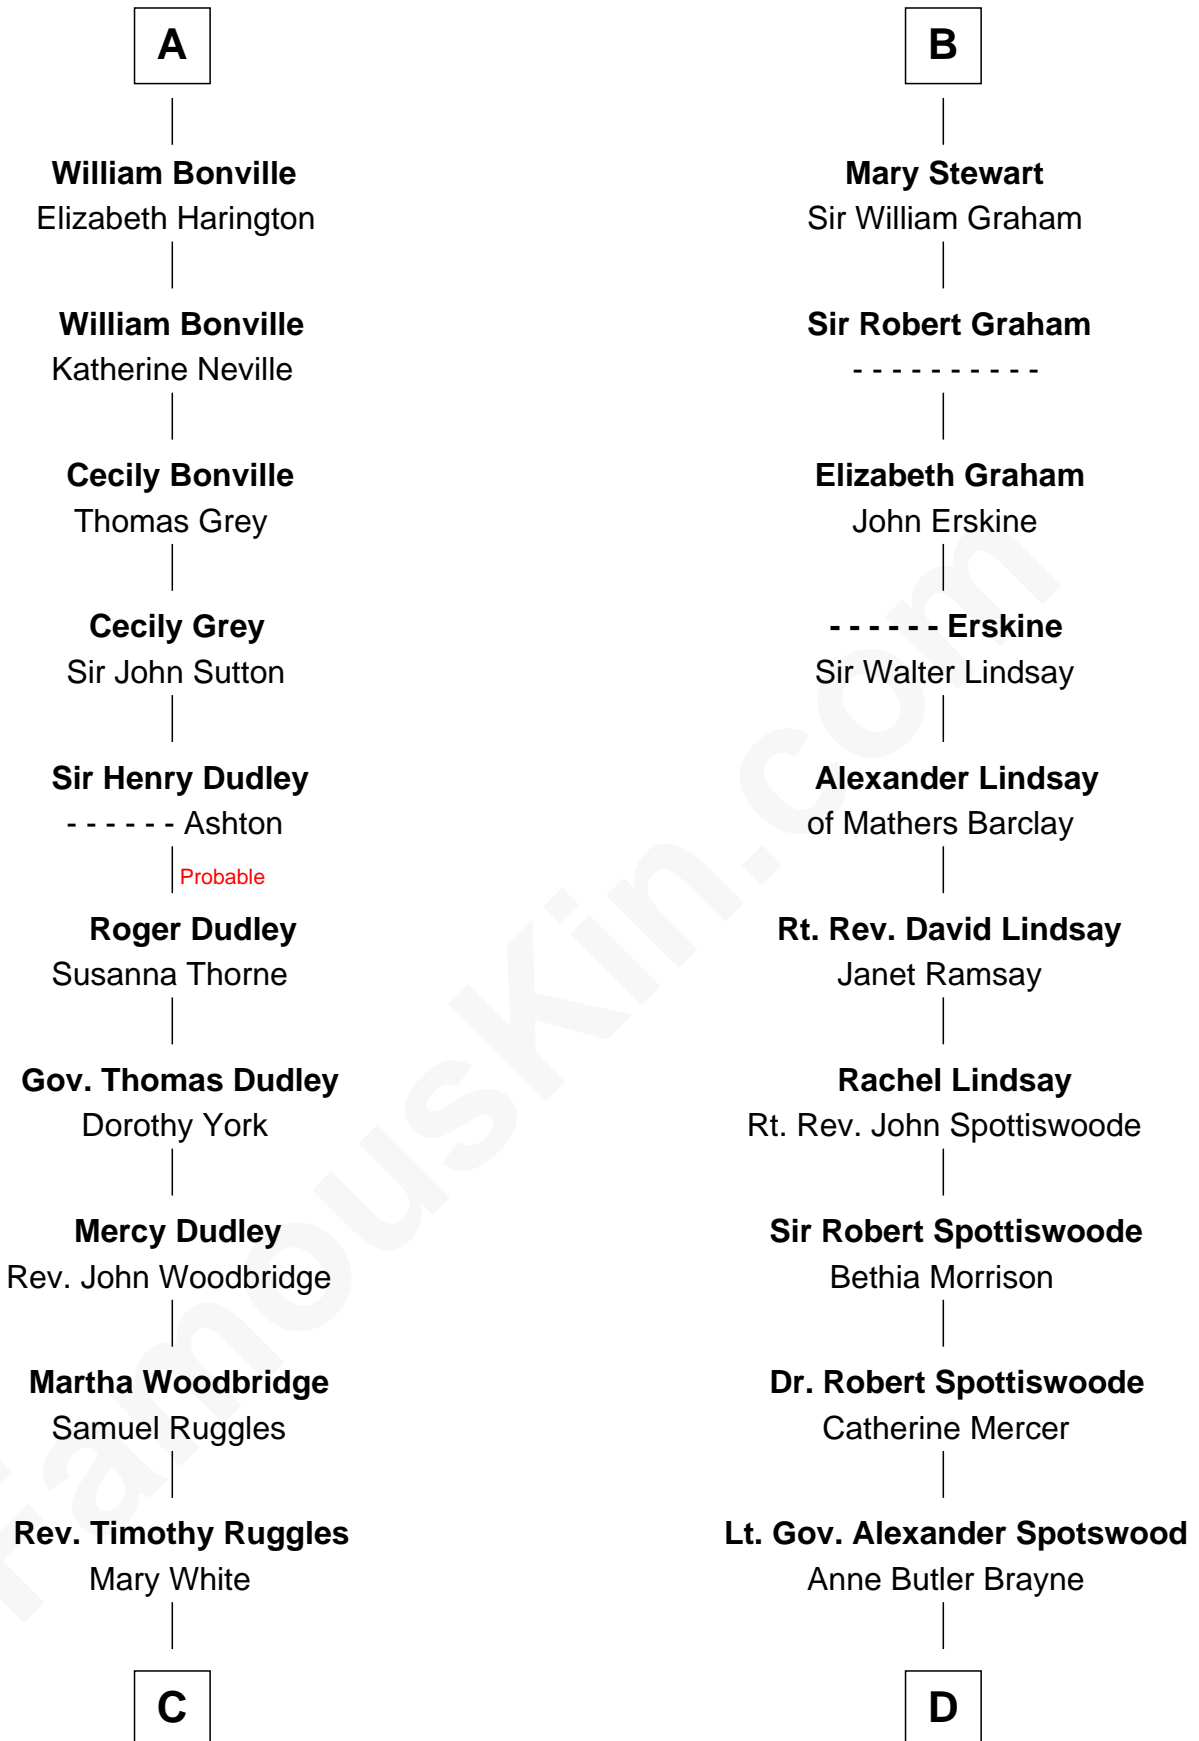 A
William Bonville
Elizabeth Harington
William Bonville
Katherine Neville
Cecily Bonville
Thomas Grey
Cecily Grey
Sir John Sutton
Sir Henry Dudley
- - - - - - Ashton
Probable
Roger Dudley
Susanna Thorne
Gov. Thomas Dudley
Dorothy York
Mercy Dudley
Rev. John Woodbridge
Martha Woodbridge
Samuel Ruggles
Rev. Timothy Ruggles
Mary White
C
B
Mary Stewart
Sir William Graham
Sir Robert Graham
- - - - - - - - - -
Elizabeth Graham
John Erskine
- - - - - - Erskine
Sir Walter Lindsay
Alexander Lindsay
of Mathers Barclay
Rt. Rev. David Lindsay
Janet Ramsay
Rachel Lindsay
Rt. Rev. John Spottiswoode
Sir Robert Spottiswoode
Bethia Morrison
Dr. Robert Spottiswoode
Catherine Mercer
Lt. Gov. Alexander Spotswood
Anne Butler Brayne
D
FamousKin.com